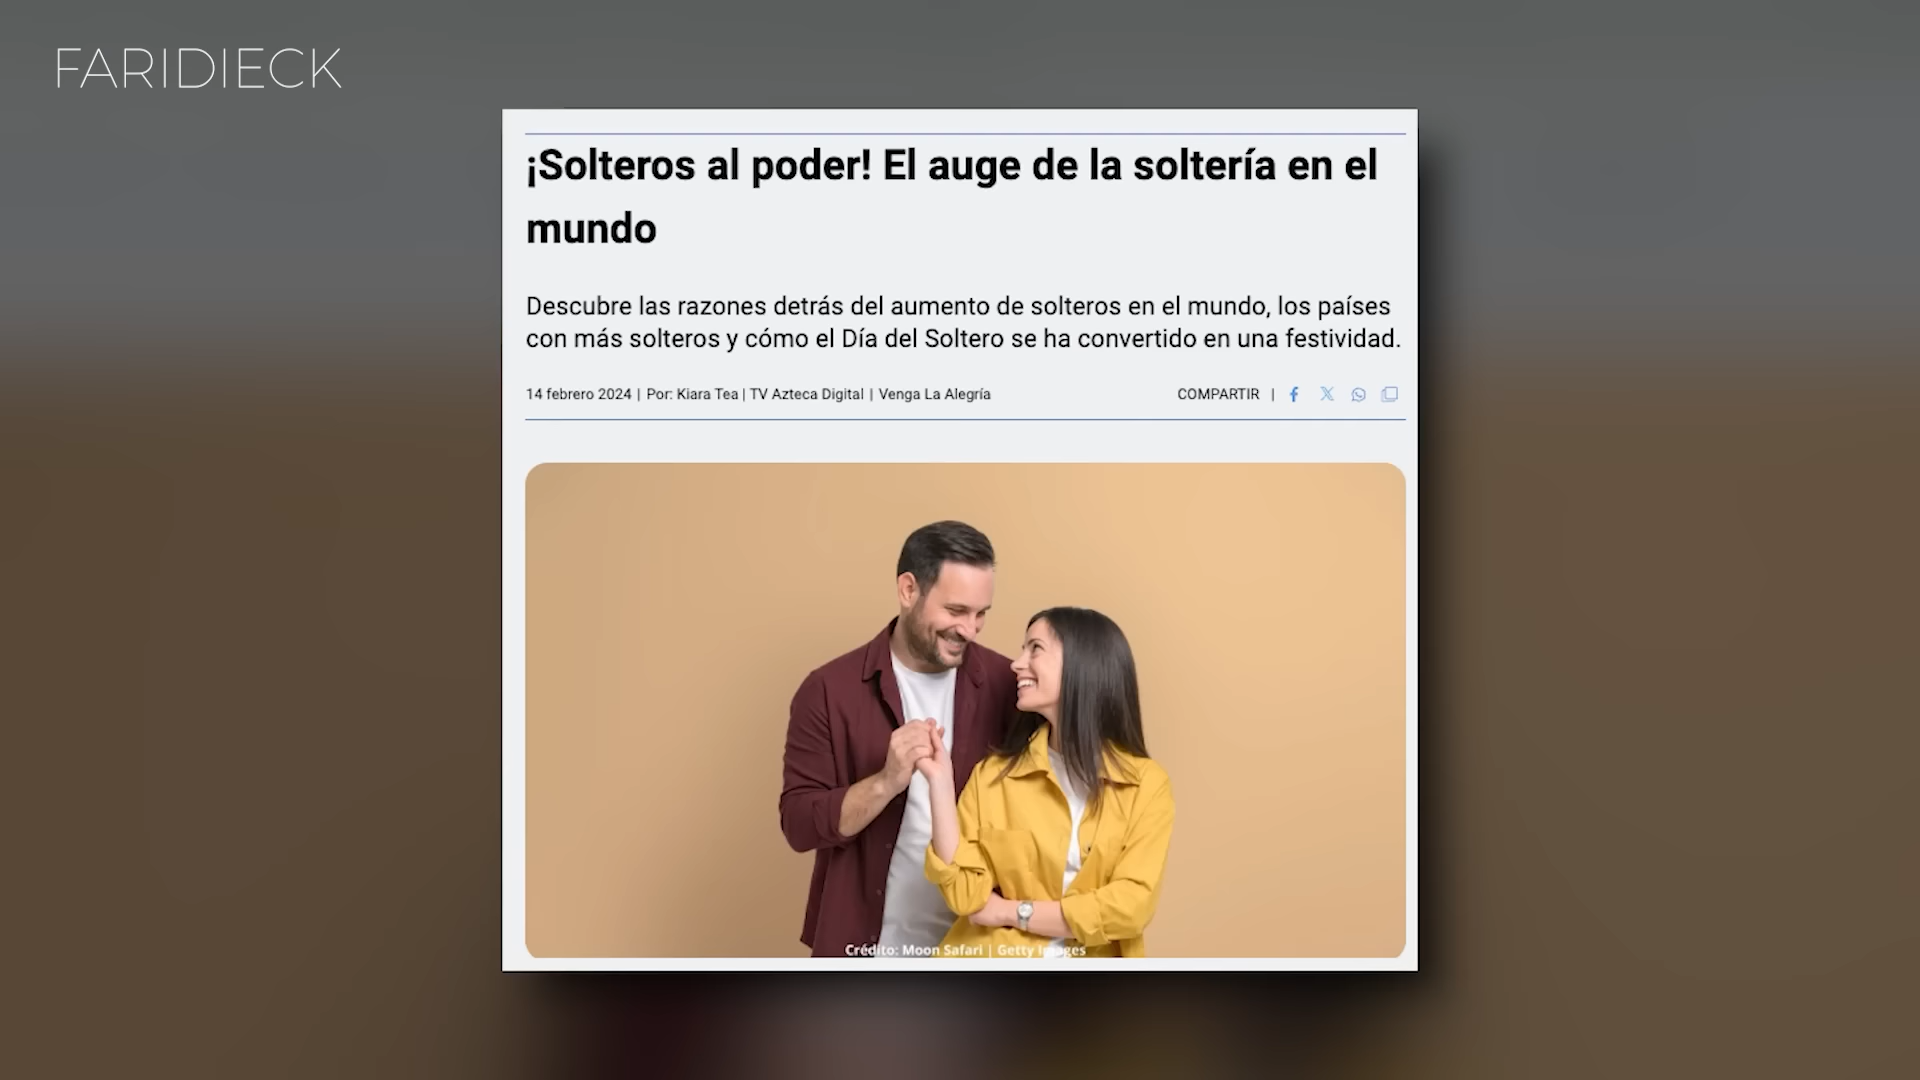 FARIDIECK
¡Solteros al poder! El auge de la soltería en el
mundo
Descubre las razones detrás del aumento de solteros en el mundo, los países
con más solteros y cómo el Día del Soltero se ha convertido en una festividad.
14 febrero 2024 | Por: Kiara Tea | TV Azteca Digital | Venga La Alegría
COMPARTIR |
Crédito: Moon Safari | Getty Images